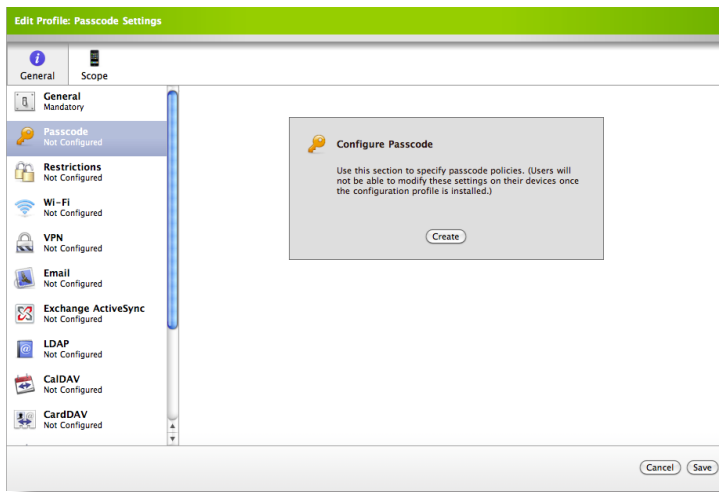 Edit Profile: Passcode Settings
General
Scope
General
Mandatory
Passcode
Not Configured
Restrictions
Not Configured
Wi-Fi
Not Configured
VPN
Not Configured
Email
Not Configured
Exchange ActiveSync
Not Configured
LDAP
Not Configured
CalDAV
Not Configured
CardDAV
Not Configured
Configure Passcode
Use this section to specify passcode policies. (Users will
not be able to modify these settings on their devices once
the configuration profile is installed.)
Create
Cancel
Save